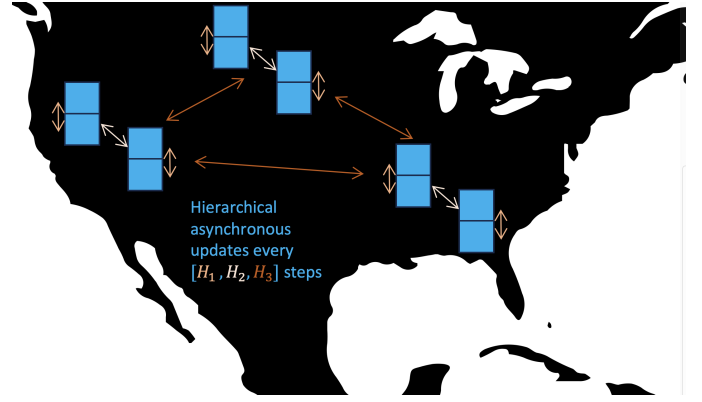 Hierarchical
asynchronous
updates every
[H₁ , H₂, H₃] steps